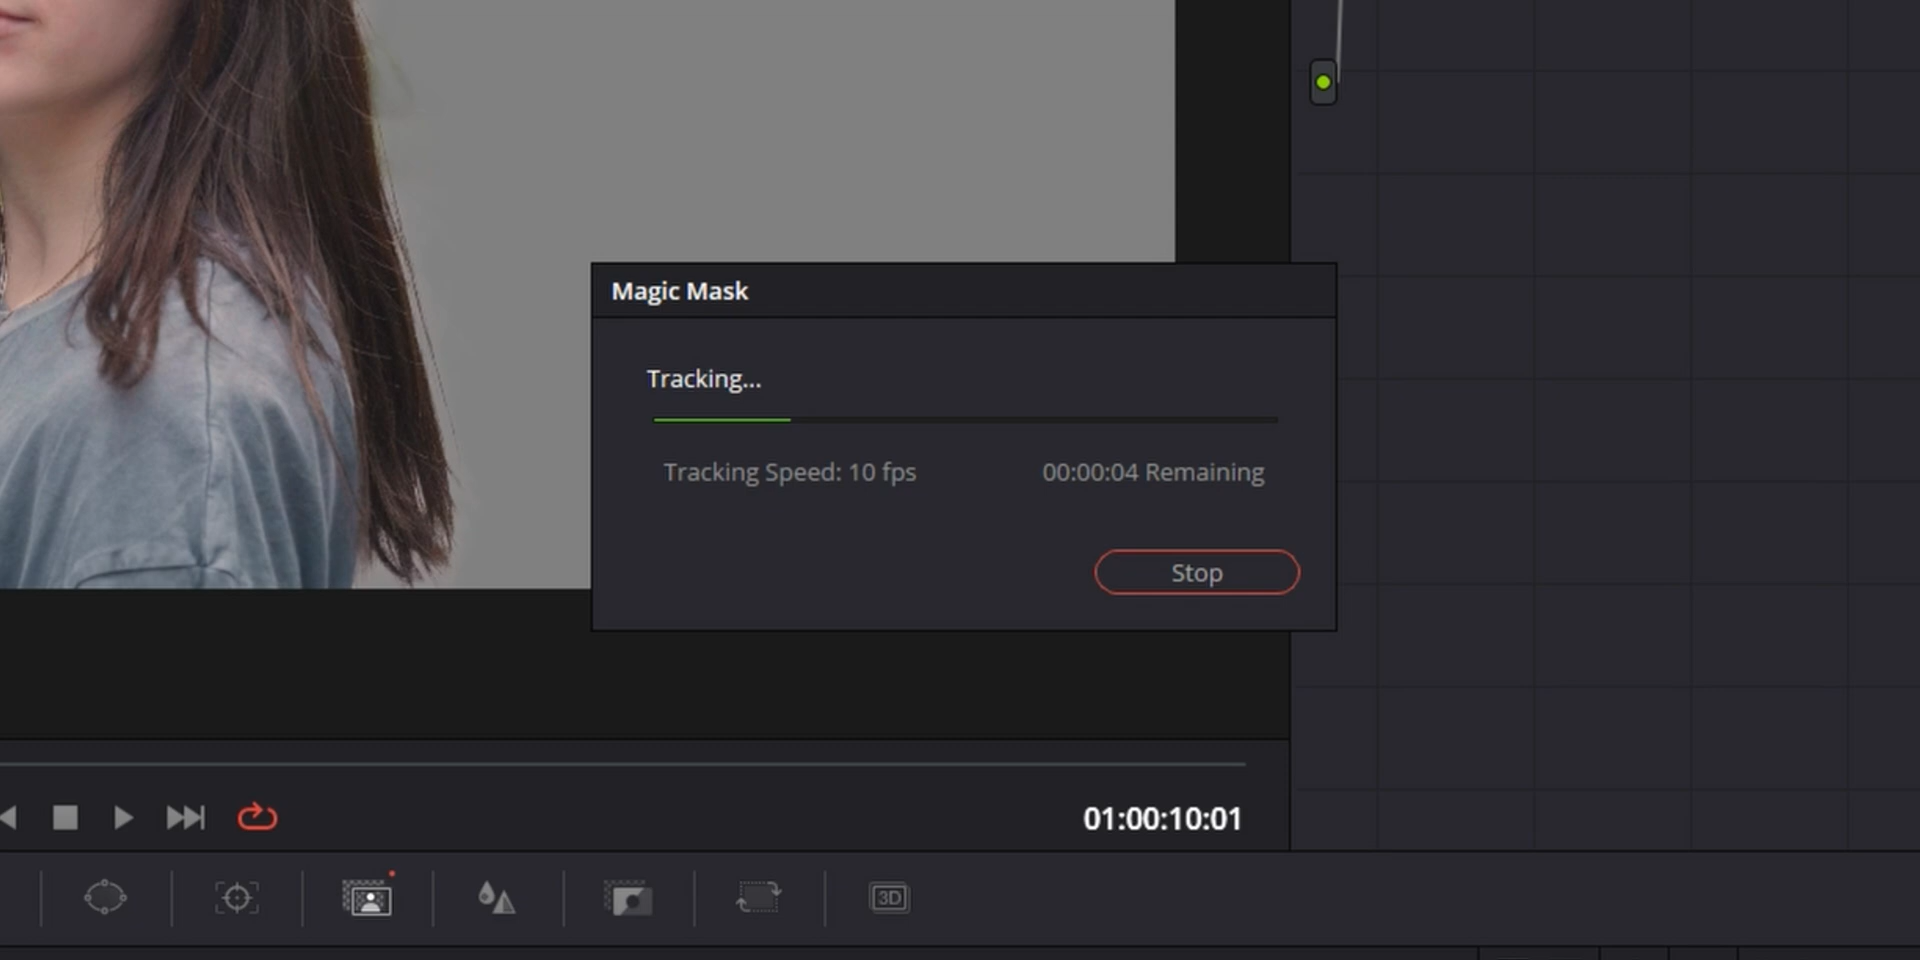 Magic Mask
Tracking...
Tracking Speed: 10 fps
00:00:04 Remaining
Stop
01:00:10:01
3D